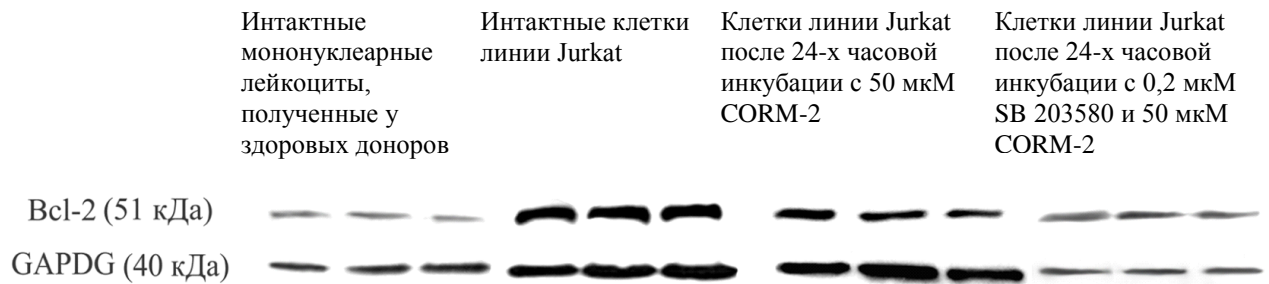 Интактные
мононуклеарные
лейкоциты,
полученные у
здоровых доноров
Интактные клетки
линии Jurkat
Клетки линии Jurkat
после 24-х часовой
инкубации с 50 мкМ
CORM-2
Клетки линии Jurkat
после 24-х часовой
инкубации с 0,2 мкМ
SB 203580 и 50 мкМ
CORM-2
Bcl-2 (51 кДа)
GAPDG (40 кДа)